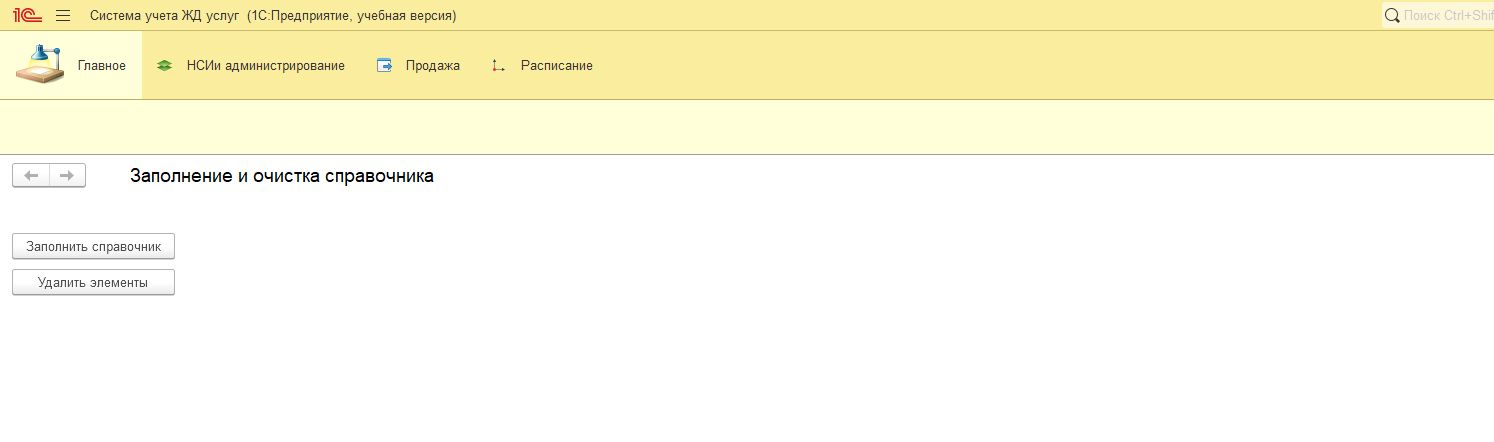 1С Система учета ЖД услуг (1С:Предприятие, учебная версия) Поиск Ctrl+Shif
Главное НСИи администрирование Продажа Расписание
Заполнение и очистка справочника
Заполнить справочник
Удалить элементы